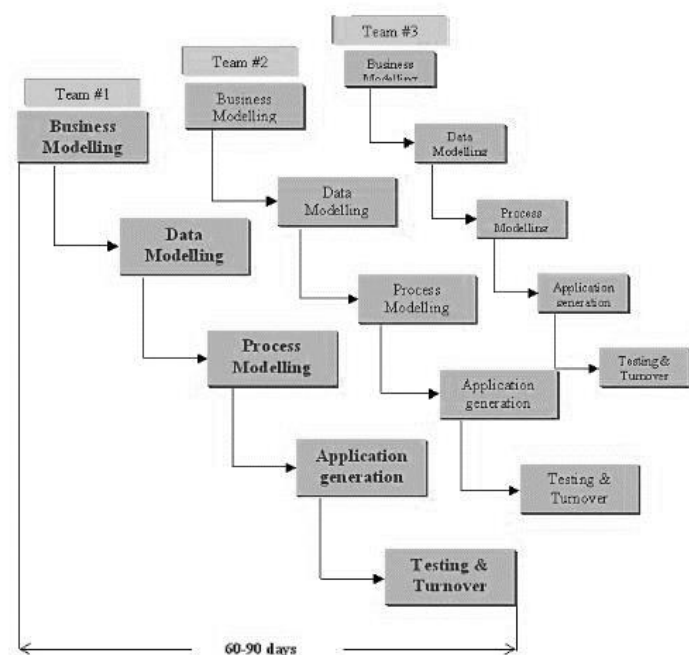 Team #1
Business
Modelling
Data
Modelling
Process
Modelling
Application
generation
Testing &
Turnover
Team #2
Business
Modelling
Data
Modelling
Process
Modelling
Application
generation
Testing &
Turnover
Team #3
Business
Modelling
Data
Modelling
Process
Modelling
Application
generation
Testing &
Turnover
60-90 days